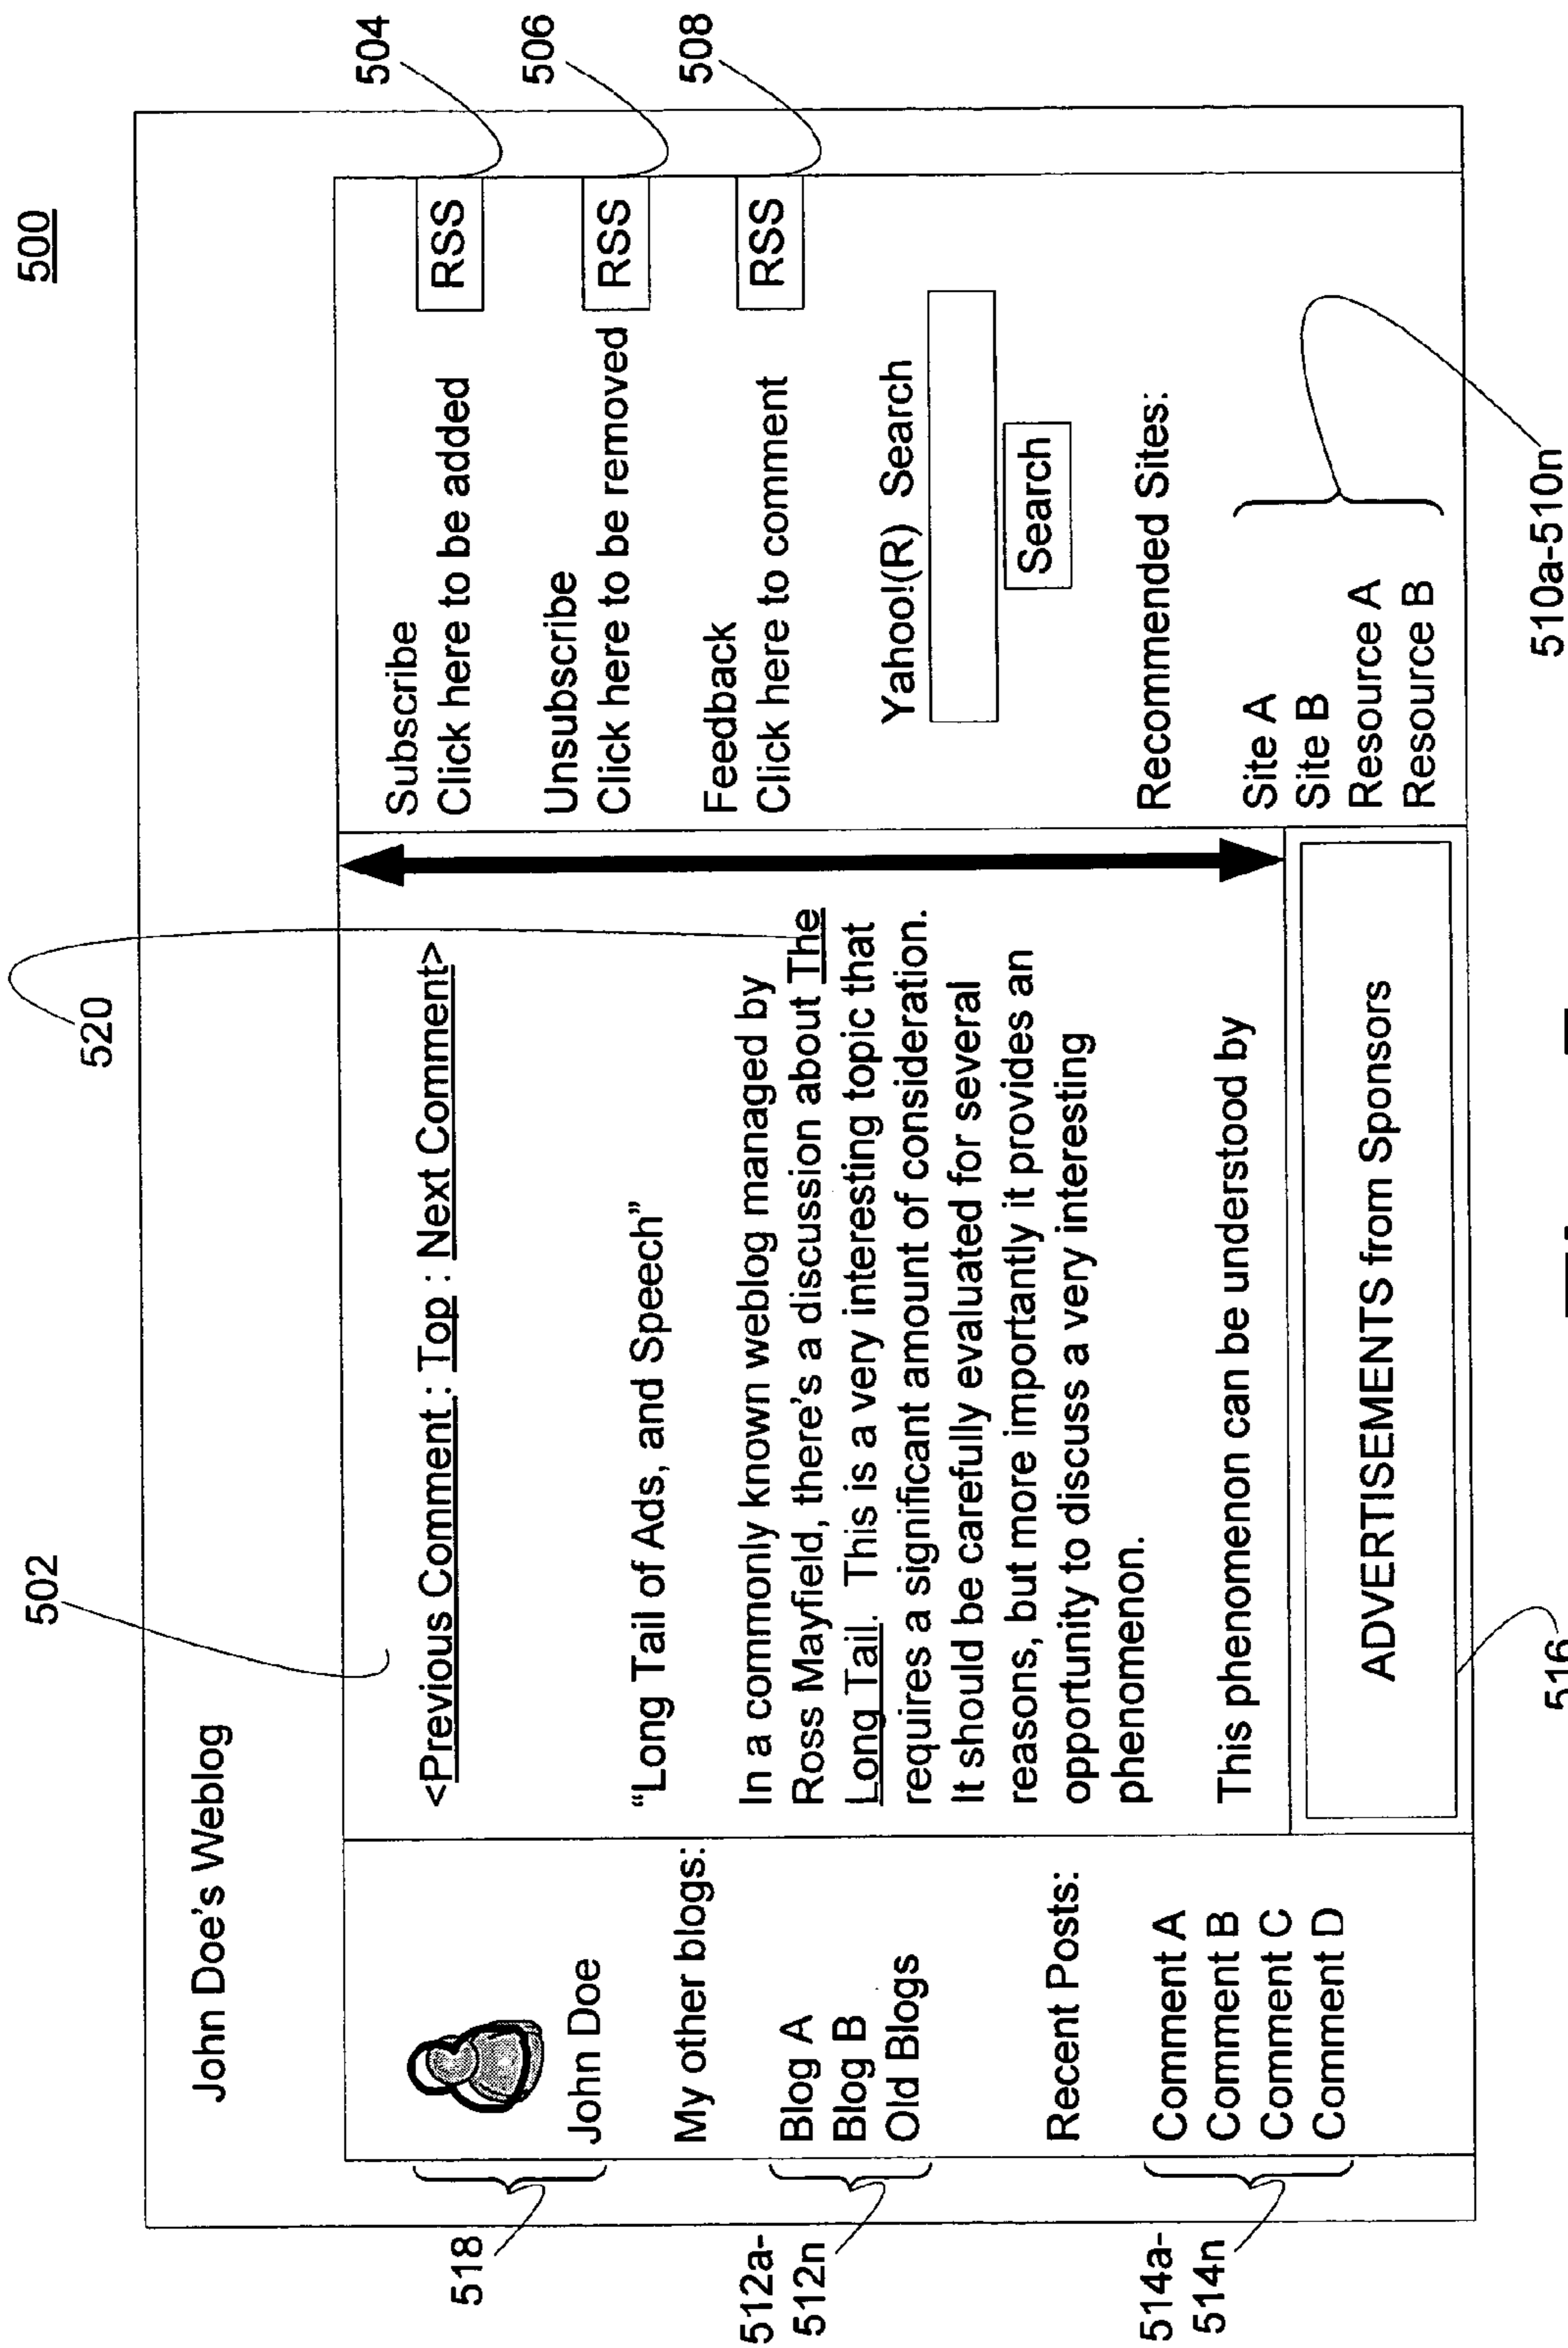 500
John Doe's Weblog
502
520
504
506
508
518
John Doe
My other blogs:
512a-
512n
Blog A
Blog B
Old Blogs
Recent Posts:
514a-
514n
Comment A
Comment B
Comment C
Comment D
<Previous Comment : Top : Next Comment>
“Long Tail of Ads, and Speech”
In a commonly known weblog managed by
Ross Mayfield, there's a discussion about The
Long Tail. This is a very interesting topic that
requires a significant amount of consideration.
It should be carefully evaluated for several
reasons, but more importantly it provides an
opportunity to discuss a very interesting
phenomenon.
This phenomenon can be understood by
ADVERTISEMENTS from Sponsors
516
Subscribe
Click here to be added
RSS
Unsubscribe
Click here to be removed
RSS
Feedback
Click here to comment
RSS
Yahoo!(R) Search
Search
Recommended Sites:
Site A
Site B
Resource A
Resource B
510a-510n